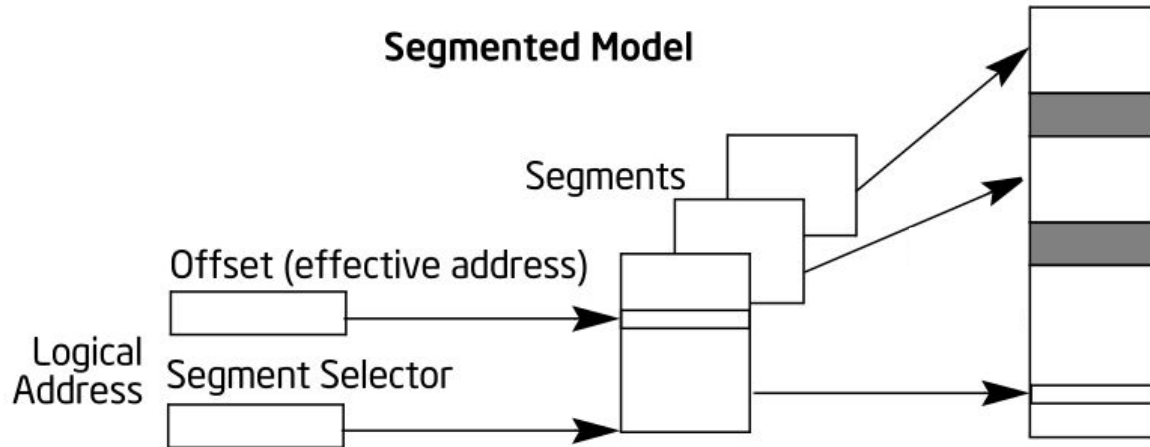 Segmented Model
Segments
Offset (effective address)
Logical
Address
Segment Selector